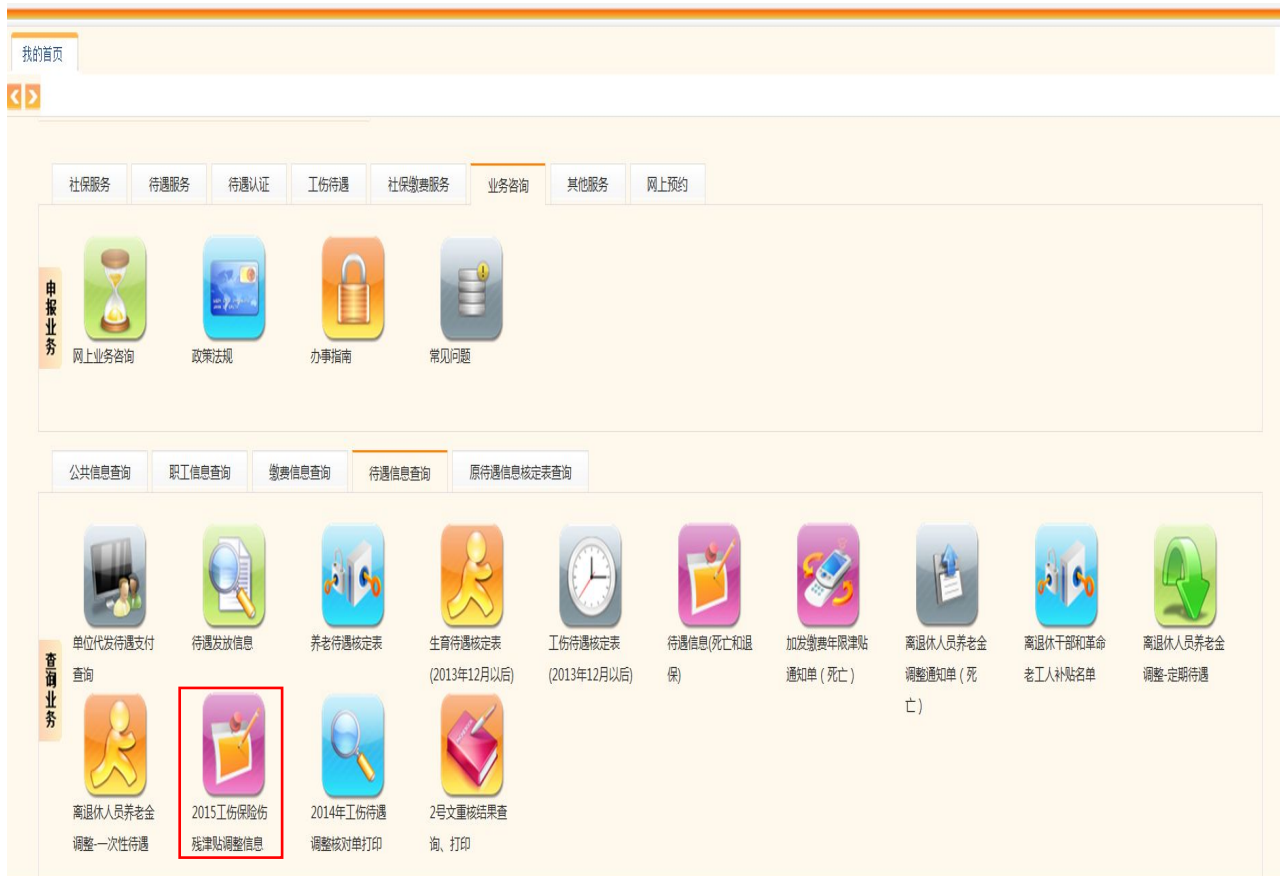 我的首页
社保服务 待遇服务 待遇认证 工伤待遇 社保缴费服务 业务咨询 其他服务 网上预约
申报业务
网上业务咨询 政策法规 办事指南 常见问题
公共信息查询 职工信息查询 缴费信息查询 待遇信息查询 原待遇信息核定表查询
查询业务
单位代发待遇支付 待遇发放信息 养老待遇核定表 生育待遇核定表 工伤待遇核定表 待遇信息(死亡和退 加发缴费年限津贴 离退休人员养老金 离退休干部和革命 离退休人员养老金
查询 (2013年12月以后) (2013年12月以后) 保) 通知单（死亡） 调整通知单（死 老工人补贴名单 调整-定期待遇
亡）
离退休人员养老金 2015工伤保险伤 2014年工伤待遇 2号文重核结果查
调整-一次性待遇 残津贴调整信息 调整核对单打印 询、打印